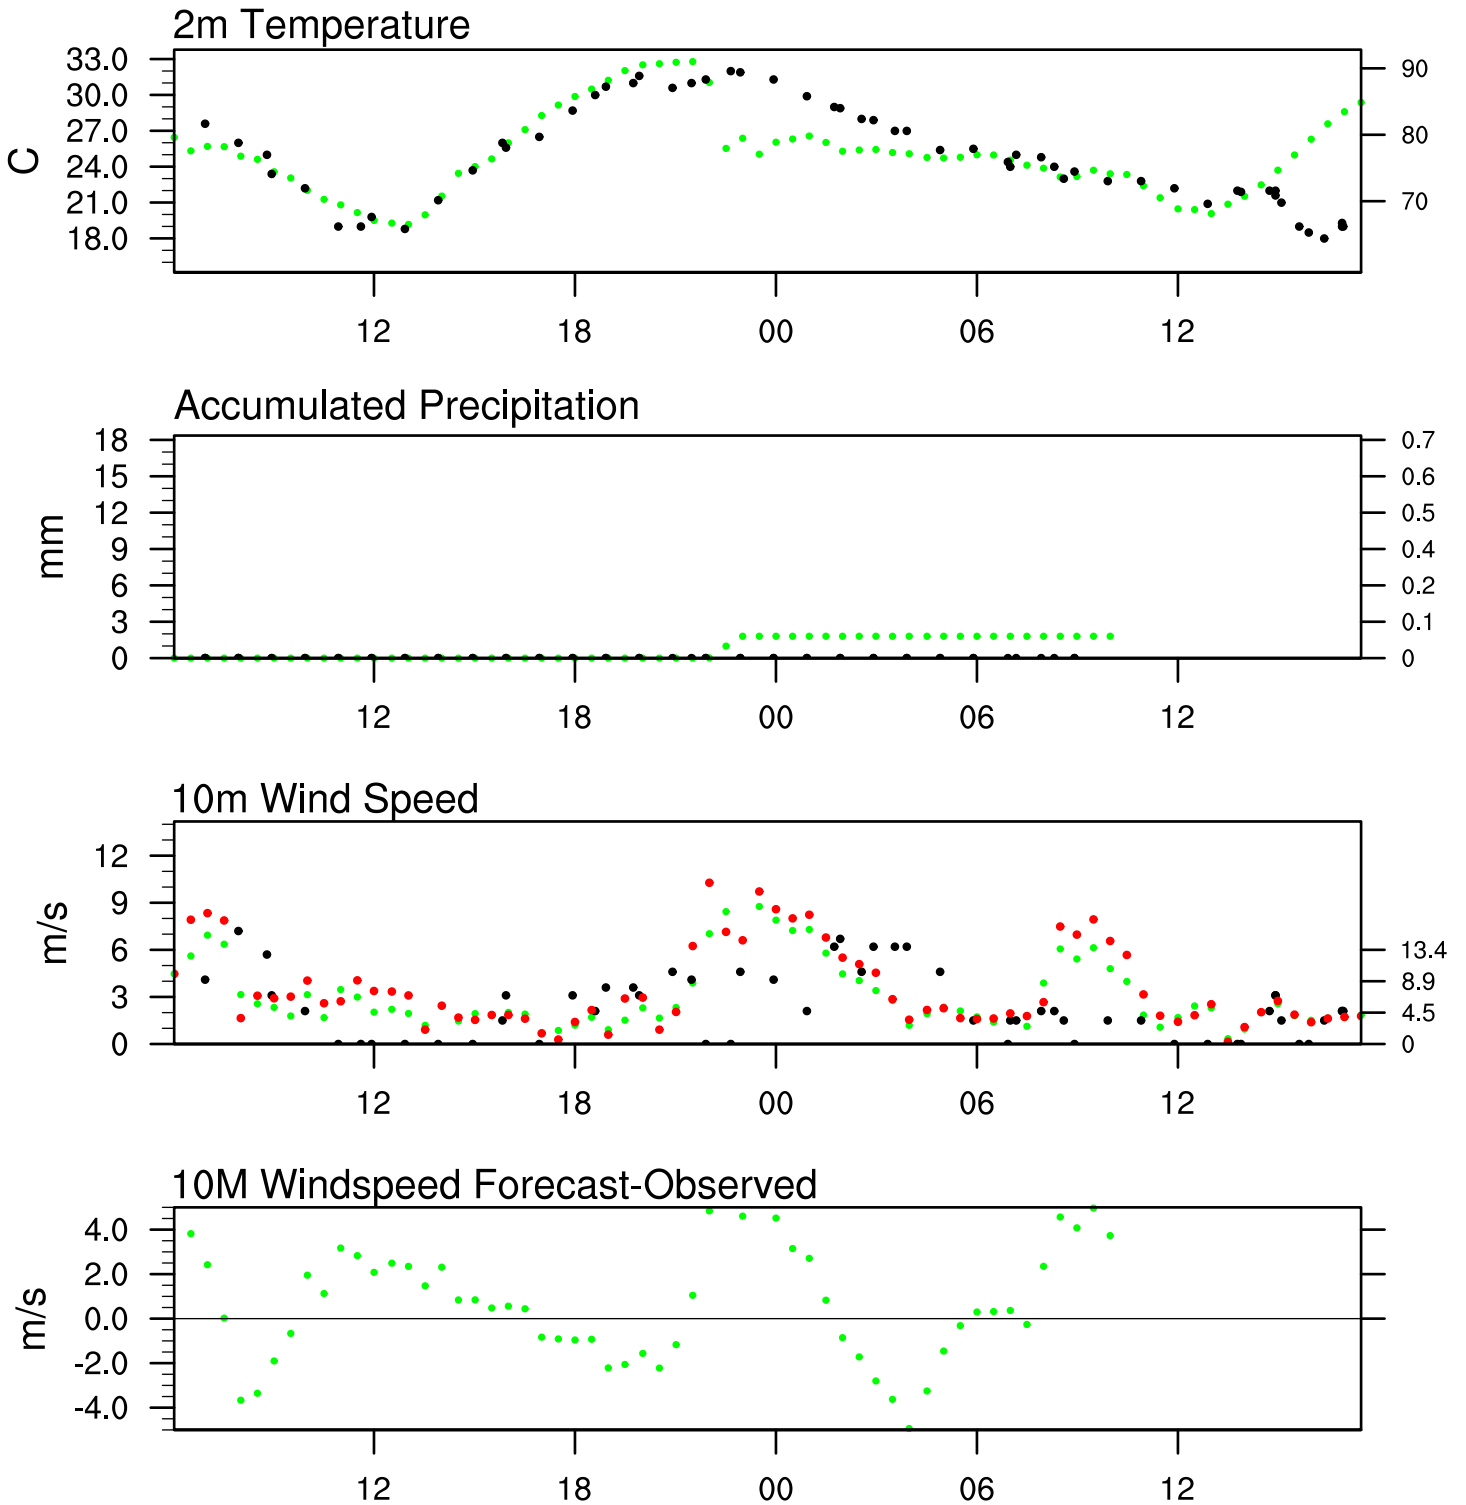 2m Temperature
33.0 90
30.0
27.0 80
24.0
21.0 70
18.0
C
12 18 00 06 12
Accumulated Precipitation
18 0.7
15 0.6
12 0.5
9 0.4
6 0.2
3 0.1
0 0
mm
12 18 00 06 12
10m Wind Speed
12
9
6 13.4
8.9
3 4.5
0 0
m/s
12 18 00 06 12
10M Windspeed Forecast-Observed
4.0
2.0
0.0
-2.0
-4.0
m/s
12 18 00 06 12